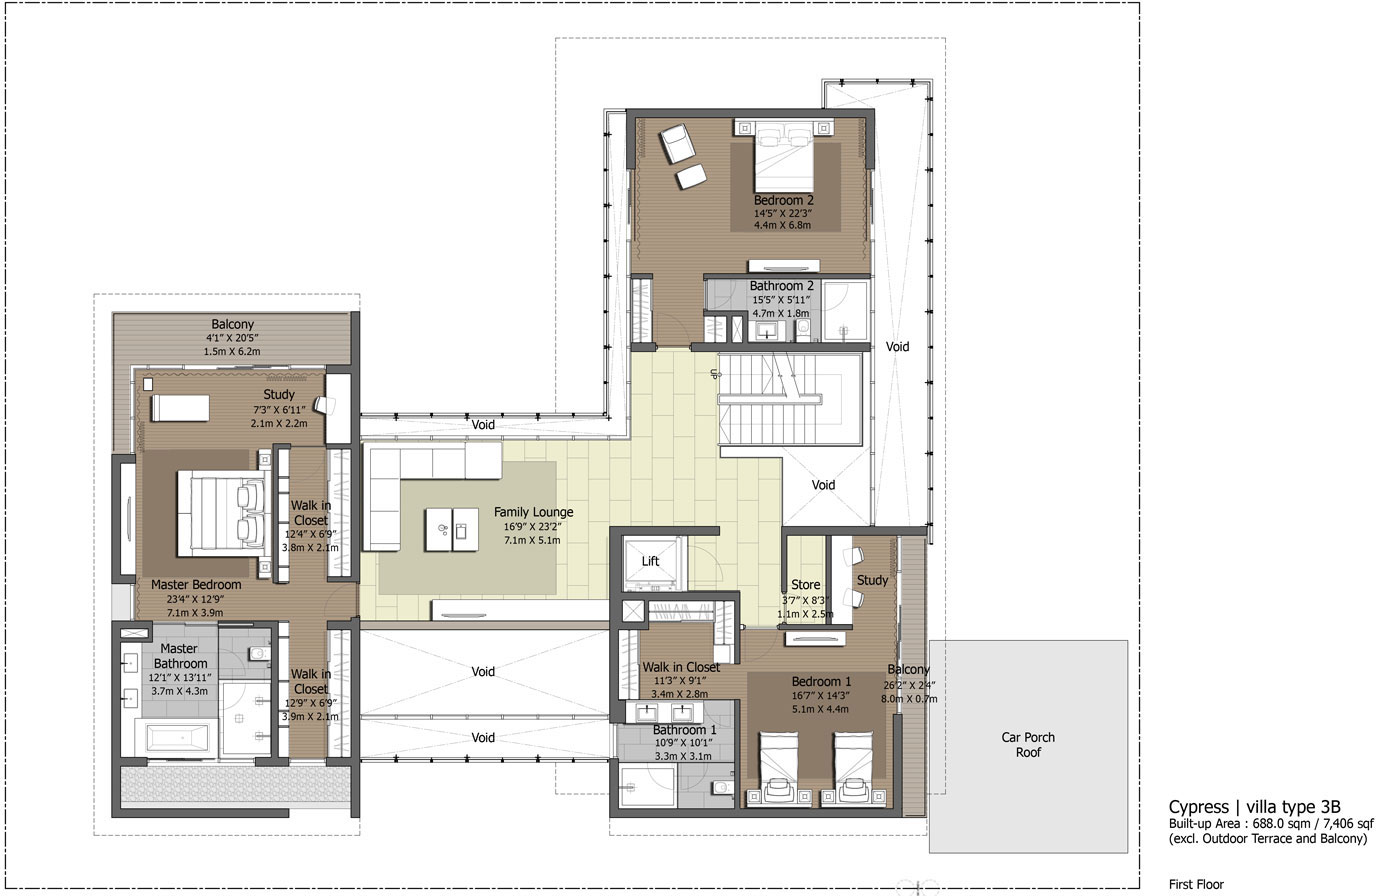 Bedroom 2
14'5" X 22'3"
4.4m X 6.8m
Bathroom 2
15'5" X 5'11"
4.7m X 1.8m
Void
Balcony
4'1" X 20'5"
1.5m X 6.2m
UP
Study
7'3" X 6'11"
2.1m X 2.2m
Void
Void
Walk in
Closet
12'4" X 6'9"
3.8m X 2.1m
Family Lounge
16'9" X 23'2"
7.1m X 5.1m
Lift
Master Bedroom
23'4" X 12'9"
7.1m X 3.9m
Store
3'7" X 8'3"
1.1m X 2.5m
Study
Master
Bathroom
12'1" X 13'11"
3.7m X 4.3m
Walk in
Closet
12'9" X 6'9"
3.9m X 2.1m
Void
Walk in Closet
11'3" X 9'1"
3.4m X 2.8m
Bedroom 1
16'7" X 14'3"
5.1m X 4.4m
Balcony
26'2" X 2'4"
8.0m X 0.7m
Void
Bathroom 1
10'9" X 10'1"
3.3m X 3.1m
Car Porch
Roof
Cypress | villa type 3B
Built-up Area : 688.0 sqm / 7,406 sqf
(excl. Outdoor Terrace and Balcony)
First Floor